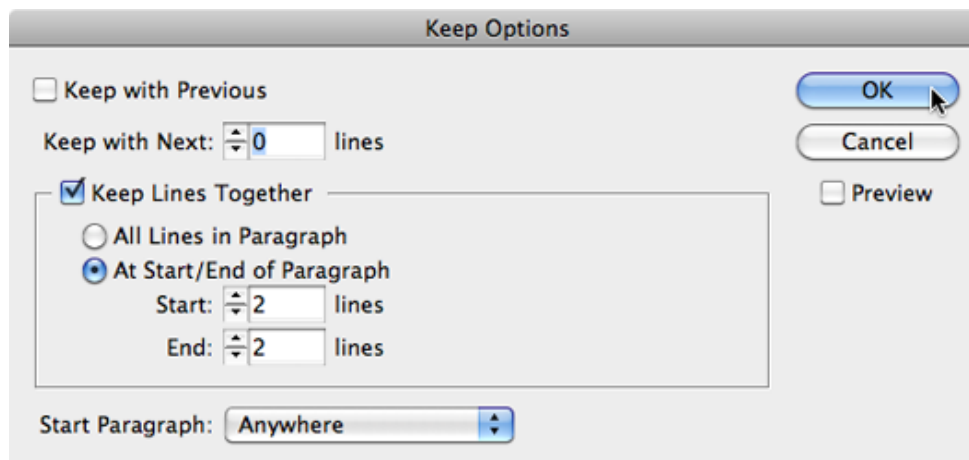 Keep Options
Keep with Previous
OK
Keep with Next: 0 lines
Cancel
Keep Lines Together
Preview
All Lines in Paragraph
At Start/End of Paragraph
Start: 2 lines
End: 2 lines
Start Paragraph: Anywhere